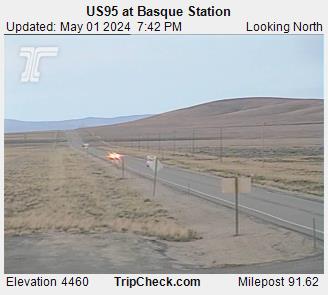 US95 at Basque Station
Updated: May 01 2024 7:42 PM Looking North
Elevation 4460 TripCheck.com Milepost 91.62